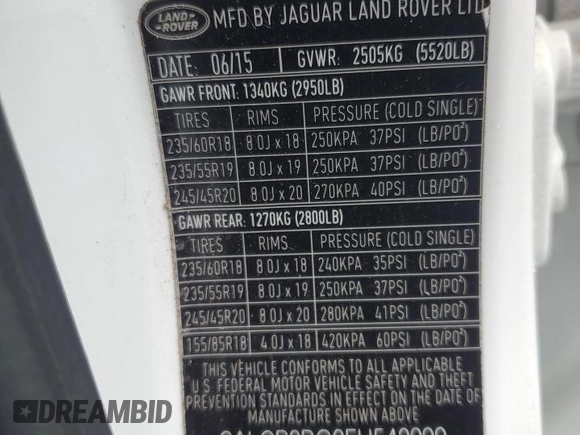 LAND ROVER
MFD BY JAGUAR LAND ROVER LTD
DATE: 06/15 GVWR: 2505KG (5520LB)
GAWR FRONT: 1340KG (2950LB)
TIRES RIMS PRESSURE (COLD SINGLE)
235/60R18 8.0J x 18 250KPA 37PSI (LB/PO²)
235/55R19 8.0J x 19 250KPA 37PSI (LB/PO²)
245/45R20 8.0J x 20 270KPA 40PSI (LB/PO²)
GAWR REAR: 1270KG (2800LB)
TIRES RIMS PRESSURE (COLD SINGLE)
235/60R18 8.0J x 18 240KPA 35PSI (LB/PO²)
235/55R19 8.0J x 19 250KPA 37PSI (LB/PO²)
245/45R20 8.0J x 20 280KPA 41PSI (LB/PO²)
155/85R18 4.0J x 18 420KPA 60PSI (LB/PO²)
THIS VEHICLE CONFORMS TO ALL APPLICABLE
U.S. FEDERAL MOTOR VEHICLE SAFETY AND THEFT
PREVENTION STANDARDS IN EFFECT ON THE DATE
OF MANUFACTURE SHOWN ABOVE
RideSafely